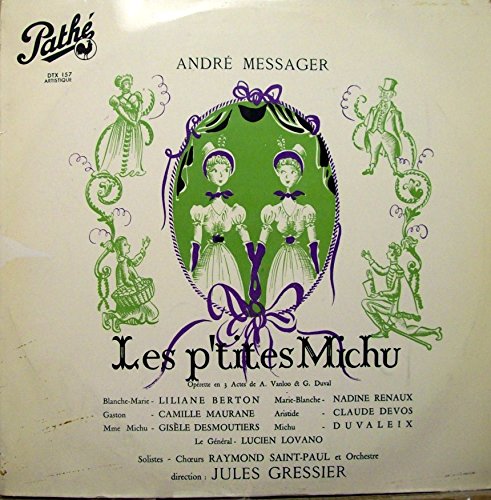 Pathé
DTX 157
ARTISTIQUE
ANDRÉ MESSAGER
Les p'tites Michu
Opérette en 3 Actes de A. Vanloo & G. Duval
Blanche-Marie - LILIANE BERTON Marie-Blanche - NADINE RENAUX
Gaston - CAMILLE MAURANE Aristide - CLAUDE DEVOS
Mme Michu - GISÈLE DESMOUTIERS Michu - DUVALEIX
Le Général - LUCIEN LOVANO
Solistes - Chœurs RAYMOND SAINT-PAUL et Orchestre
direction : JULES GRESSIER